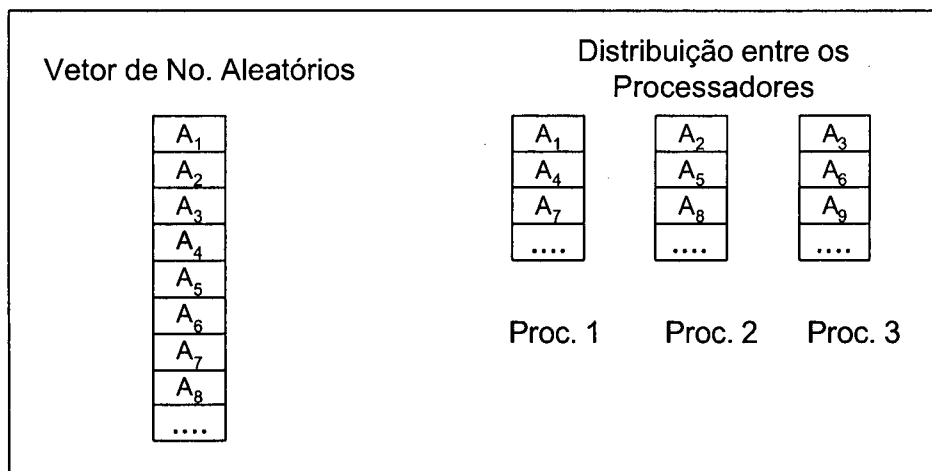 Vetor de No. Aleatórios
A₁
A₂
A₃
A₄
A₅
A₆
A₇
A₈
....
Distribuição entre os
Processadores
A₁ A₂ A₃
A₄ A₅ A₆
A₇ A₈ A₉
.... .... ....
Proc. 1 Proc. 2 Proc. 3